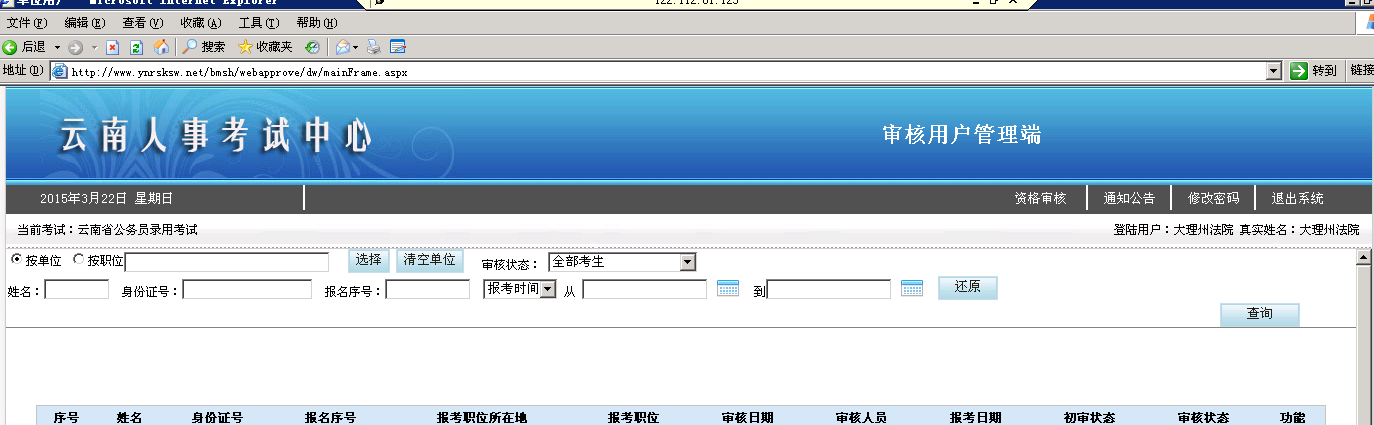 Microsoft Internet Explorer
122.112.61.125
文件(F) 编辑(E) 查看(V) 收藏(A) 工具(T) 帮助(H)
后退 搜索 收藏夹
地址(D) http://www.ynrsksw.net/bmsh/webapprove/dw/mainFrame.aspx 转到 链接
云南人事考试中心 审核用户管理端
2015年3月22日 星期日 资格审核 通知公告 修改密码 退出系统
当前考试：云南省公务员录用考试 登陆用户：大理州法院 真实姓名：大理州法院
按单位 按职位 选择 清空单位 审核状态： 全部考生
姓名： 身份证号： 报名序号： 报考时间 从 到 还原
查询
序号 姓名 身份证号 报名序号 报考职位所在地 报考职位 审核日期 审核人员 报考日期 初审状态 审核状态 功能